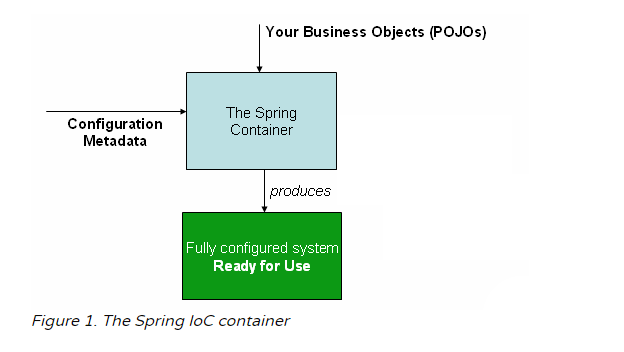 Your Business Objects (POJOs)
The Spring
Container
Configuration
Metadata
produces
Fully configured system
Ready for Use
Figure 1. The Spring IoC container